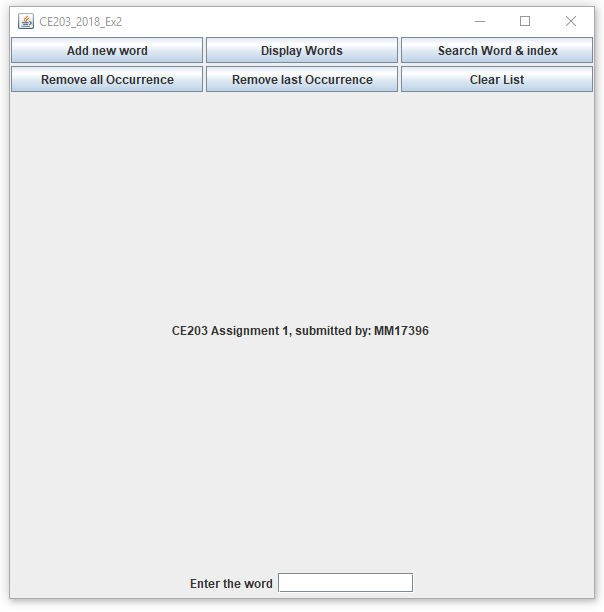 CE203_2018_Ex2
Add new word Display Words Search Word & index
Remove all Occurrence Remove last Occurrence Clear List
CE203 Assignment 1, submitted by: MM17396
Enter the word